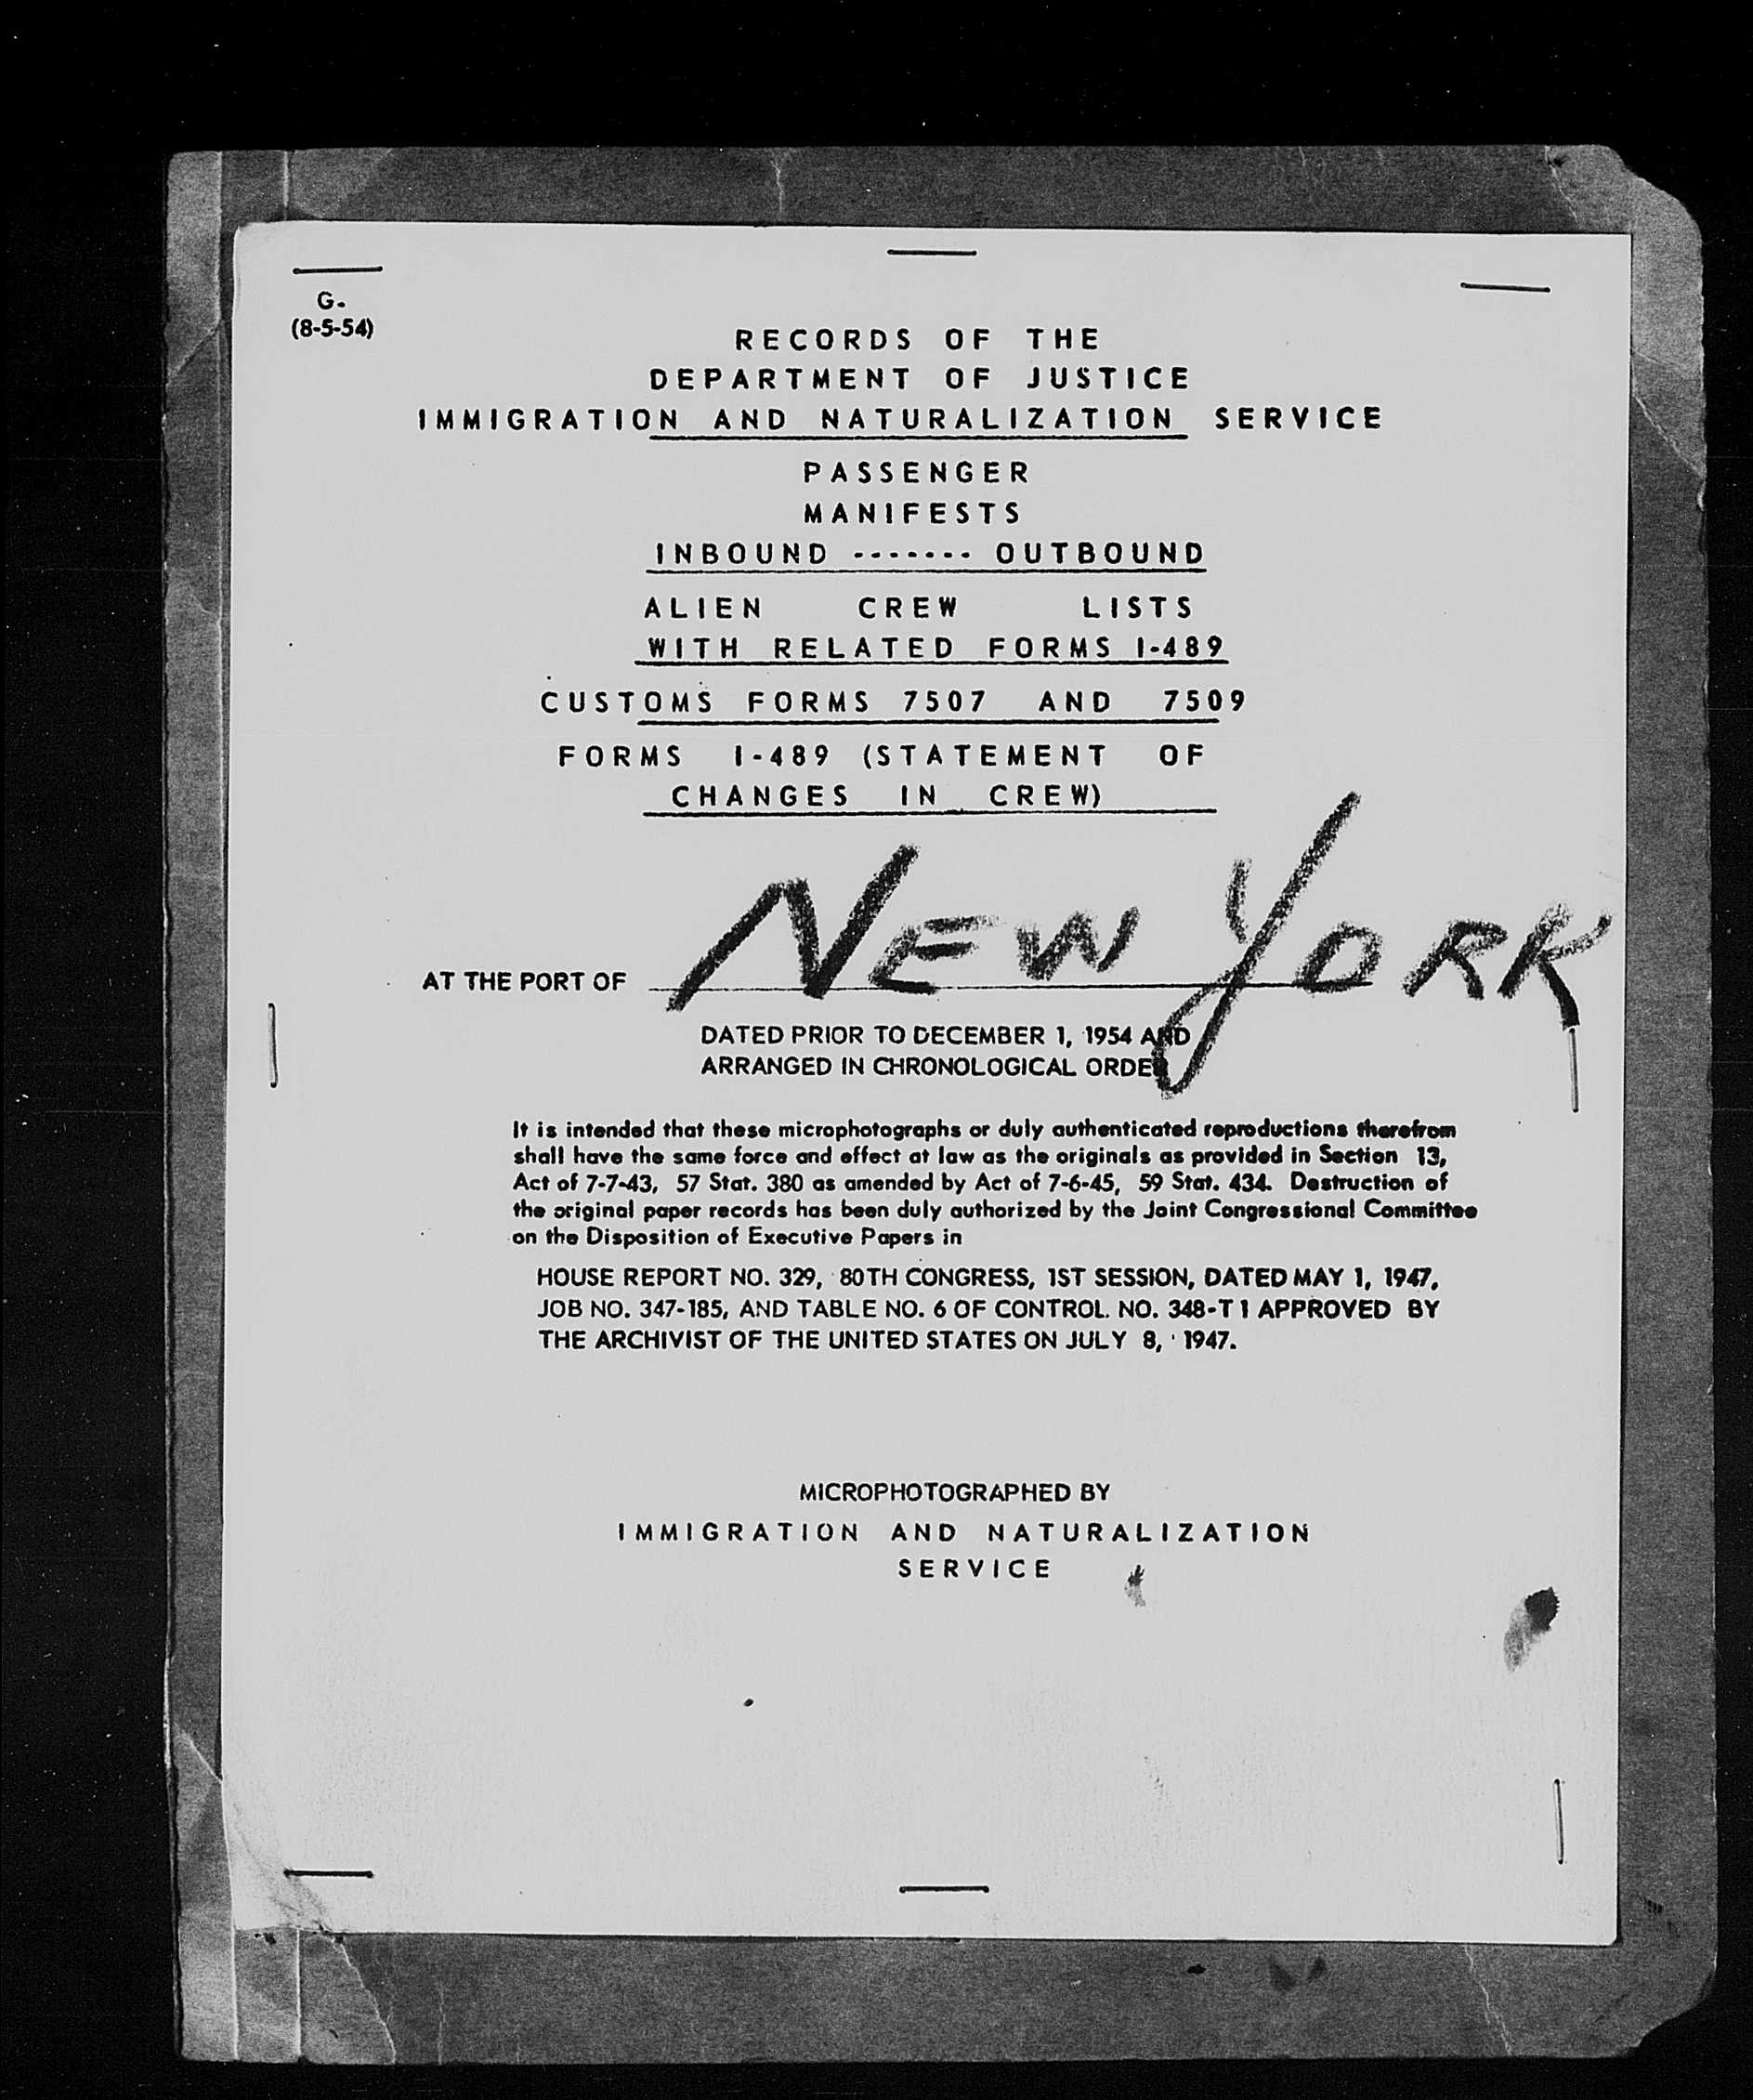 G-
(8-5-54)
RECORDS OF THE
DEPARTMENT OF JUSTICE
IMMIGRATION AND NATURALIZATION SERVICE
PASSENGER
MANIFESTS
INBOUND ------- OUTBOUND
ALIEN CREW LISTS
WITH RELATED FORMS I-489
CUSTOMS FORMS 7507 AND 7509
FORMS I-489 (STATEMENT OF
CHANGES IN CREW)
AT THE PORT OF NEW YORK
DATED PRIOR TO DECEMBER 1, 1954 AND
ARRANGED IN CHRONOLOGICAL ORDER
It is intended that these microphotographs or duly authenticated reproductions therefrom
shall have the same force and effect at law as the originals as provided in Section 13,
Act of 7-7-43, 57 Stat. 380 as amended by Act of 7-6-45, 59 Stat. 434. Destruction of
the original paper records has been duly authorized by the Joint Congressional Committee
on the Disposition of Executive Papers in
HOUSE REPORT NO. 329, 80TH CONGRESS, 1ST SESSION, DATED MAY 1, 1947,
JOB NO. 347-185, AND TABLE NO. 6 OF CONTROL NO. 348-T1 APPROVED BY
THE ARCHIVIST OF THE UNITED STATES ON JULY 8, 1947.
MICROPHOTOGRAPHED BY
IMMIGRATION AND NATURALIZATION
SERVICE